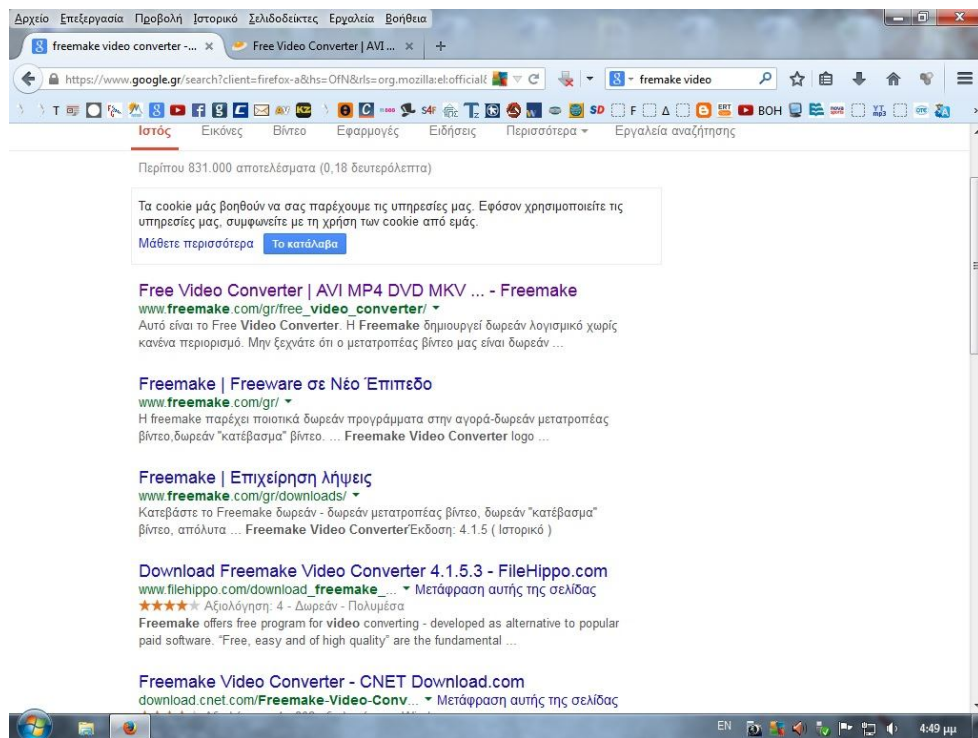 Αρχείο Επεξεργασία Προβολή Ιστορικό Σελιδοδείκτες Εργαλεία Βοήθεια
freemake video converter -... Free Video Converter | AVI ...
https://www.google.gr/search?client=firefox-a&hs=OfN&rls=org.mozilla:el:official& fremake video
T S4F SD F Δ ERT BOH
Ιστός Εικόνες Βίντεο Εφαρμογές Ειδήσεις Περισσότερα Εργαλεία αναζήτησης
Περίπου 831.000 αποτελέσματα (0,18 δευτερόλεπτα)
Τα cookie μάς βοηθούν να σας παρέχουμε τις υπηρεσίες μας. Εφόσον χρησιμοποιείτε τις
υπηρεσίες μας, συμφωνείτε με τη χρήση των cookie από εμάς.
Μάθετε περισσότερα Το κατάλαβα
Free Video Converter | AVI MP4 DVD MKV ... - Freemake
www.freemake.com/gr/free_video_converter/
Αυτό είναι το Free Video Converter. Η Freemake δημιουργεί δωρεάν λογισμικό χωρίς
κανένα περιορισμό. Μην ξεχνάτε ότι ο μετατροπέας βίντεο μας είναι δωρεάν ...
Freemake | Freeware σε Νέο Έπιπεδο
www.freemake.com/gr/
Η freemake παρέχει ποιοτικά δωρεάν προγράμματα στην αγορά-δωρεάν μετατροπέας
βίντεο,δωρεάν "κατέβασμα" βίντεο. ... Freemake Video Converter logo ...
Freemake | Επιχείρηση λήψεις
www.freemake.com/gr/downloads/
Κατεβάστε το Freemake δωρεάν - δωρεάν μετατροπέας βίντεο, δωρεάν "κατέβασμα"
βίντεο, απόλυτα ... Freemake Video ConverterΈκδοση: 4.1.5 ( Ιστορικό )
Download Freemake Video Converter 4.1.5.3 - FileHippo.com
www.filehippo.com/download_freemake_... Μετάφραση αυτής της σελίδας
Αξιολόγηση: 4 - Δωρεάν - Πολυμέσα
Freemake offers free program for video converting - developed as alternative to popular
paid software. “Free, easy and of high quality” are the fundamental ...
Freemake Video Converter - CNET Download.com
download.cnet.com/Freemake-Video-Conv... Μετάφραση αυτής της σελίδας
EN 4:49 μμ